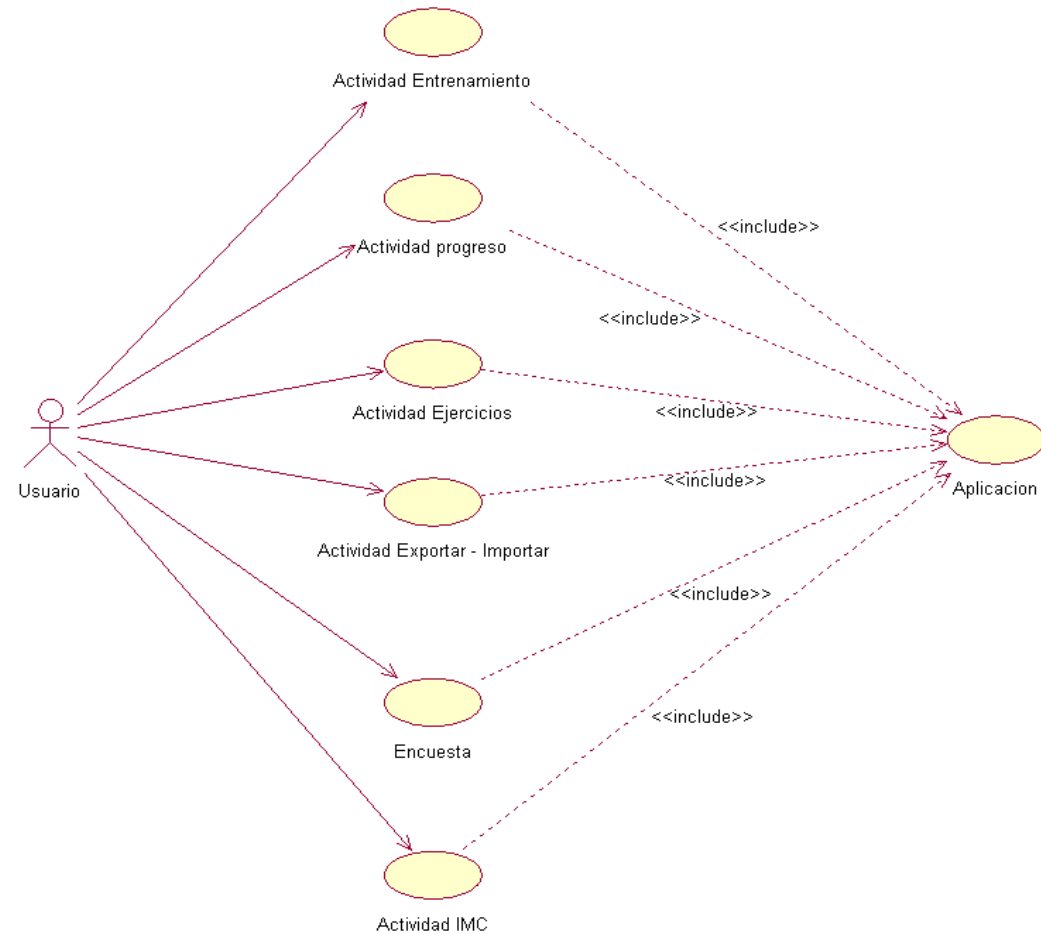 Actividad Entrenamiento
<<include>>
Actividad progreso
<<include>>
Actividad Ejercicios
<<include>>
Usuario
<<include>>
Aplicacion
Actividad Exportar - Importar
<<include>>
<<include>>
Encuesta
Actividad IMC